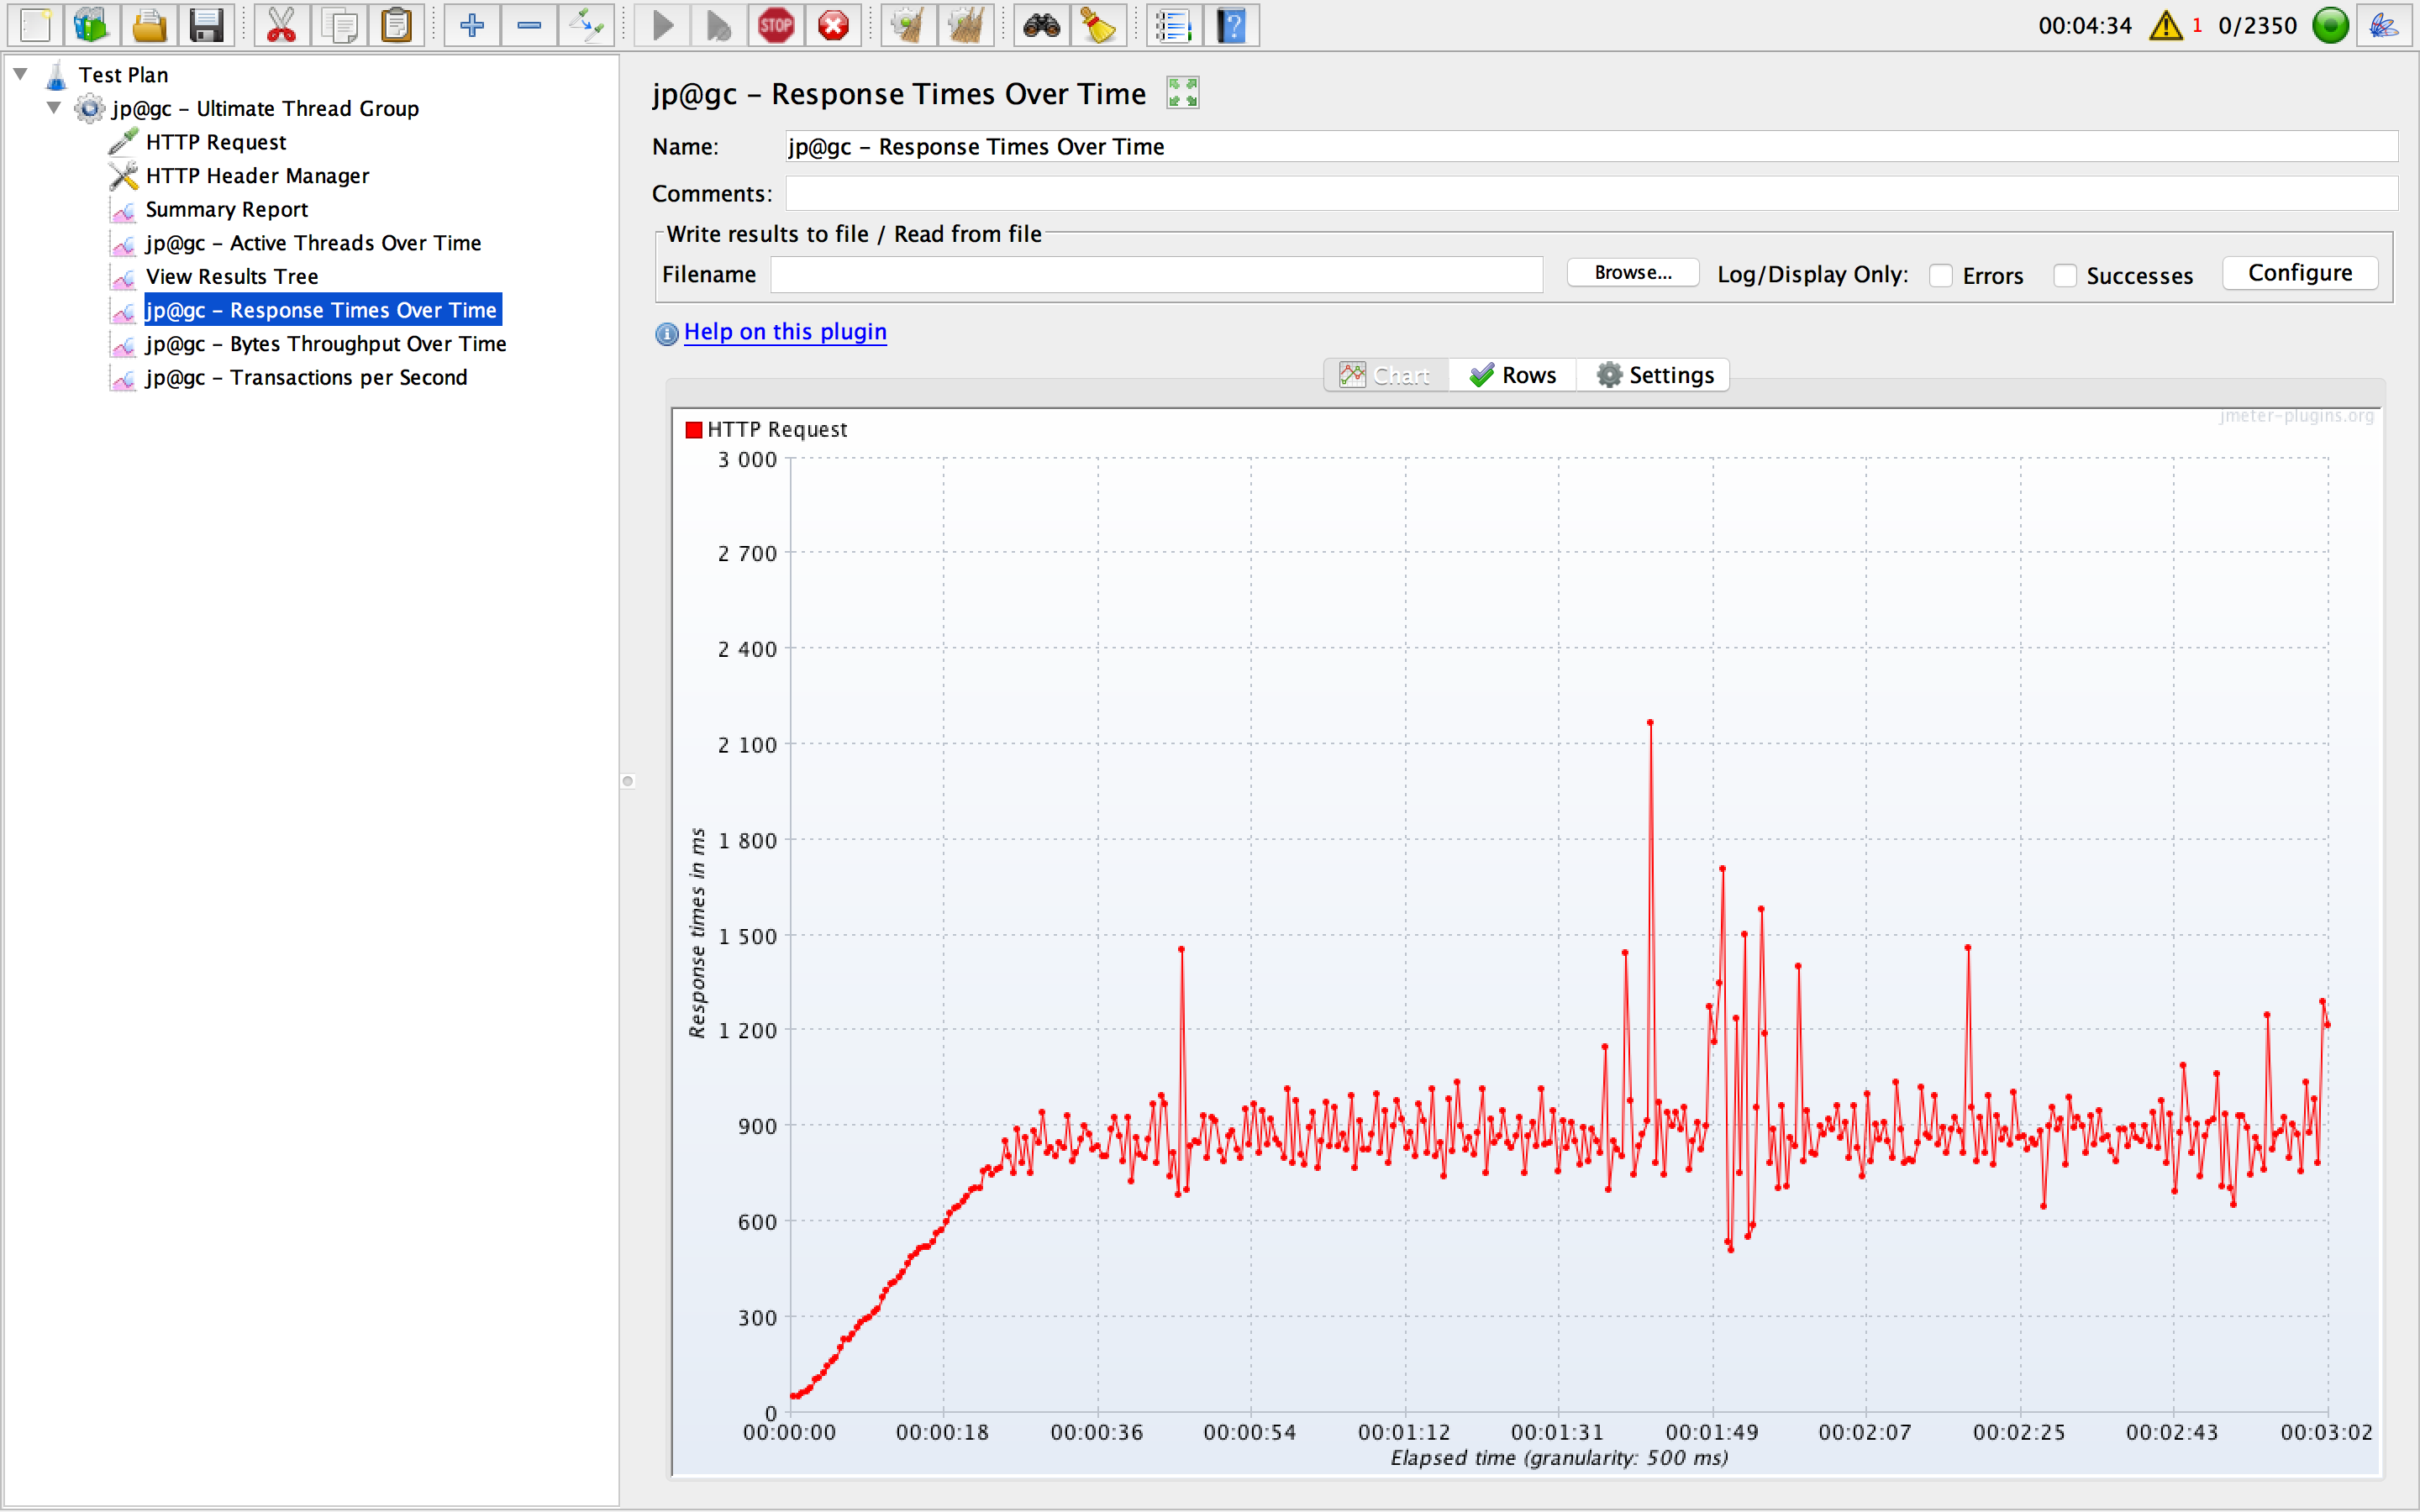 STOP
00:04:34 1 0/2350
Test Plan
jp@gc – Ultimate Thread Group
HTTP Request
HTTP Header Manager
Summary Report
jp@gc – Active Threads Over Time
View Results Tree
jp@gc – Response Times Over Time
jp@gc – Bytes Throughput Over Time
jp@gc – Transactions per Second
jp@gc – Response Times Over Time
Name: jp@gc – Response Times Over Time
Comments:
Write results to file / Read from file
Filename Browse... Log/Display Only: Errors Successes Configure
Help on this plugin
Chart Rows Settings
jmeter-plugins.org
HTTP Request
3 000
2 700
2 400
2 100
1 800
1 500
1 200
900
600
300
0
Response times in ms
00:00:00 00:00:18 00:00:36 00:00:54 00:01:12 00:01:31 00:01:49 00:02:07 00:02:25 00:02:43 00:03:02
Elapsed time (granularity: 500 ms)